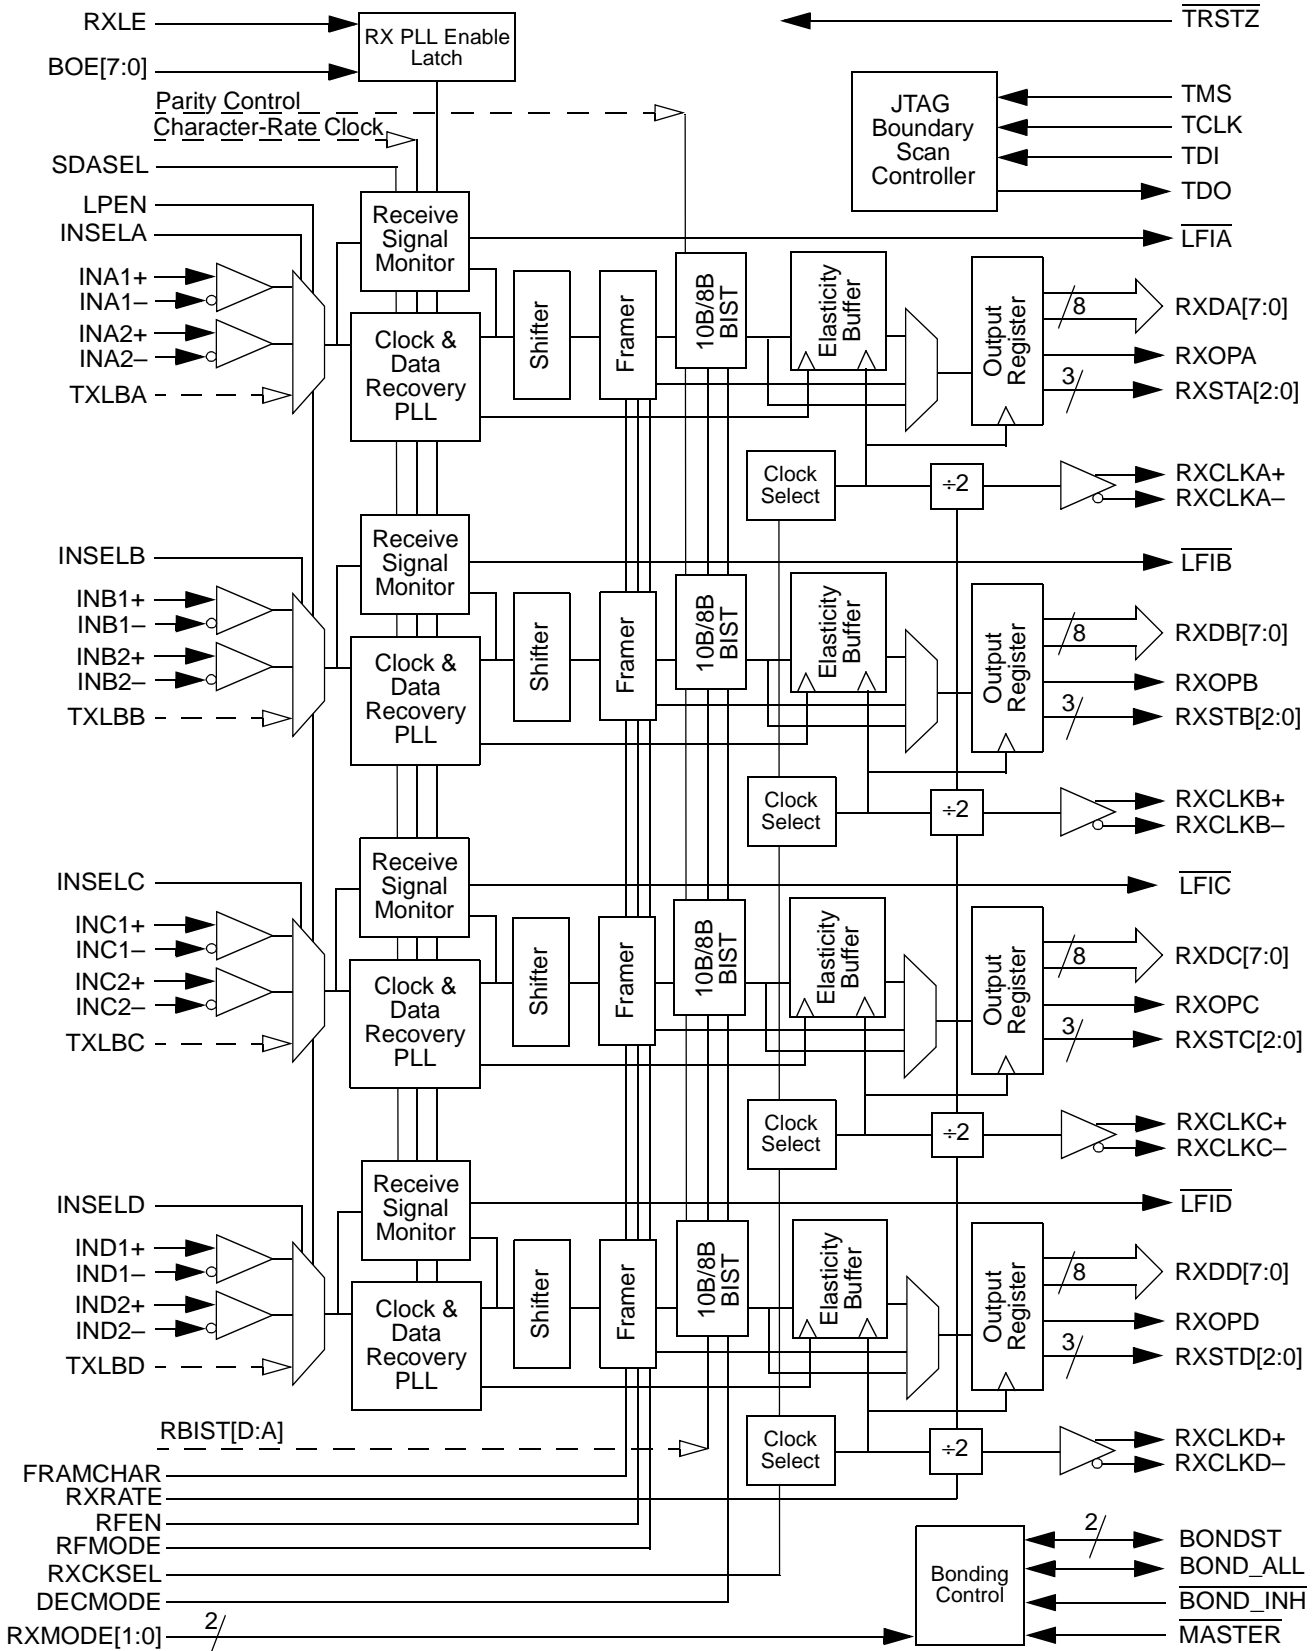 RXLE
BOE[7:0]
RX PLL Enable
Latch
TRSTZ
Parity Control
Character-Rate Clock
JTAG
Boundary
Scan
Controller
TMS
TCLK
TDI
TDO
SDASEL
LPEN
INSELA
INA1+
INA1–
INA2+
INA2–
TXLBA
Receive
Signal
Monitor
Clock &
Data
Recovery
PLL
Shifter
Framer
10B/8B
BIST
Elasticity
Buffer
Output
Register
LFIA
8
RXDA[7:0]
RXOPA
3
RXSTA[2:0]
Clock
Select
÷2
RXCLKA+
RXCLKA–
INSELB
INB1+
INB1–
INB2+
INB2–
TXLBB
Receive
Signal
Monitor
Clock &
Data
Recovery
PLL
Shifter
Framer
10B/8B
BIST
Elasticity
Buffer
Output
Register
LFIB
8
RXDB[7:0]
RXOPB
3
RXSTB[2:0]
Clock
Select
÷2
RXCLKB+
RXCLKB–
INSELC
INC1+
INC1–
INC2+
INC2–
TXLBC
Receive
Signal
Monitor
Clock &
Data
Recovery
PLL
Shifter
Framer
10B/8B
BIST
Elasticity
Buffer
Output
Register
LFIC
8
RXDC[7:0]
RXOPC
3
RXSTC[2:0]
Clock
Select
÷2
RXCLKC+
RXCLKC–
INSELD
IND1+
IND1–
IND2+
IND2–
TXLBD
Receive
Signal
Monitor
Clock &
Data
Recovery
PLL
Shifter
Framer
10B/8B
BIST
Elasticity
Buffer
Output
Register
LFID
8
RXDD[7:0]
RXOPD
3
RXSTD[2:0]
Clock
Select
÷2
RXCLKD+
RXCLKD–
RBIST[D:A]
FRAMCHAR
RXRATE
RFEN
RFMODE
RXCKSEL
DECMODE
RXMODE[1:0]
2
Bonding
Control
2
BONDST
BOND_ALL
BOND_INH
MASTER